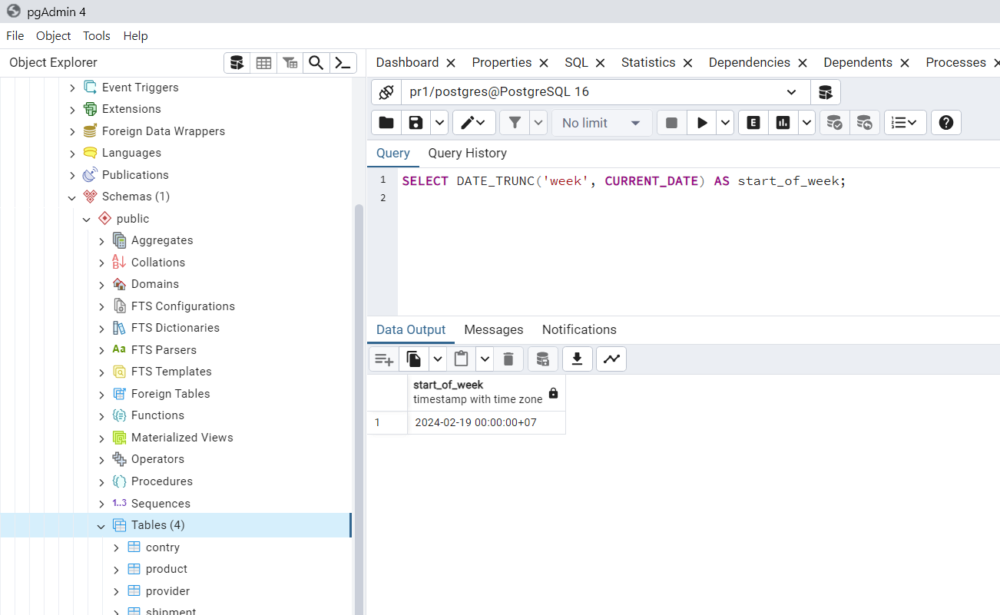 pgAdmin 4
File Object Tools Help
Object Explorer
Dashboard Properties SQL Statistics Dependencies Dependents Processes
pr1/postgres@PostgreSQL 16
No limit
E
Query Query History
1 SELECT DATE_TRUNC('week', CURRENT_DATE) AS start_of_week;
2
Data Output Messages Notifications
start_of_week
timestamp with time zone
1 2024-02-19 00:00:00+07
Event Triggers
Extensions
Foreign Data Wrappers
Languages
Publications
Schemas (1)
public
Aggregates
Collations
Domains
FTS Configurations
FTS Dictionaries
Aa FTS Parsers
FTS Templates
Foreign Tables
Functions
Materialized Views
Operators
Procedures
1..3 Sequences
Tables (4)
contry
product
provider
shipment